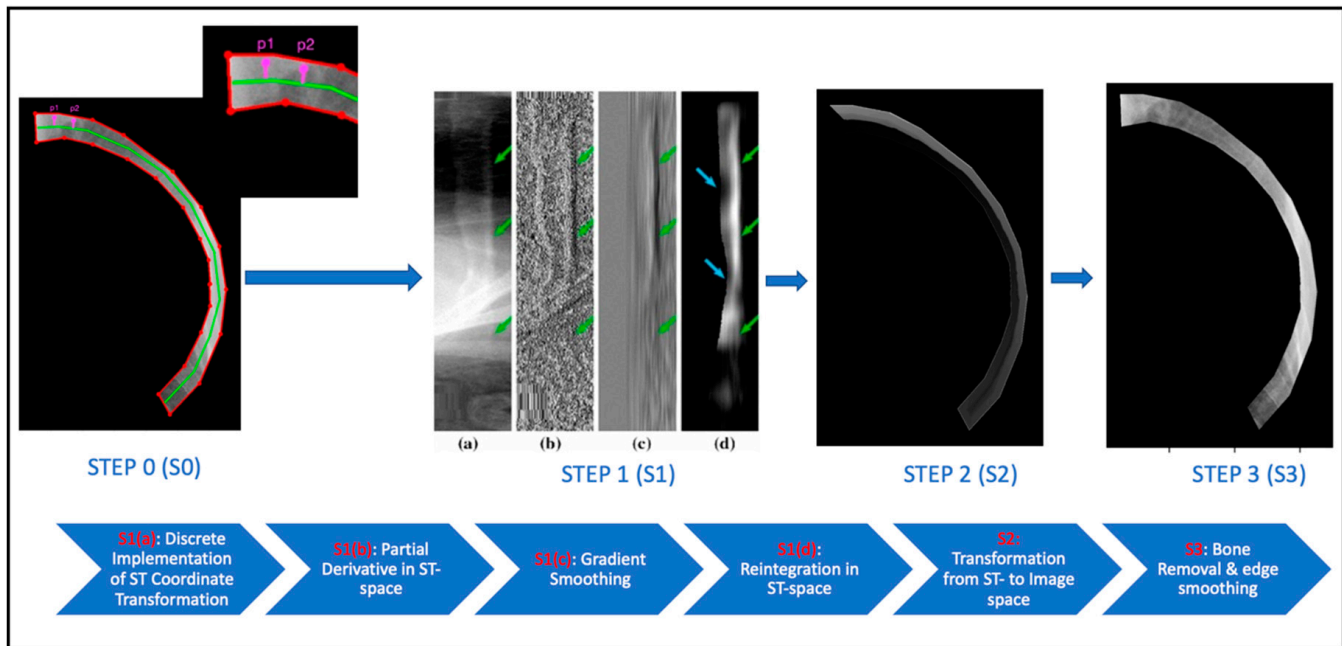 p1
p2
p1
p2
(a)
(b)
(c)
(d)
STEP 0 (S0)
STEP 1 (S1)
STEP 2 (S2)
STEP 3 (S3)
S1(a): Discrete
Implementation
of ST Coordinate
Transformation
S1(b): Partial
Derivative in ST-
space
S1(c): Gradient
Smoothing
S1(d):
Reintegration in
ST-space
S2:
Transformation
from ST- to Image
space
S3: Bone
Removal & edge
smoothing